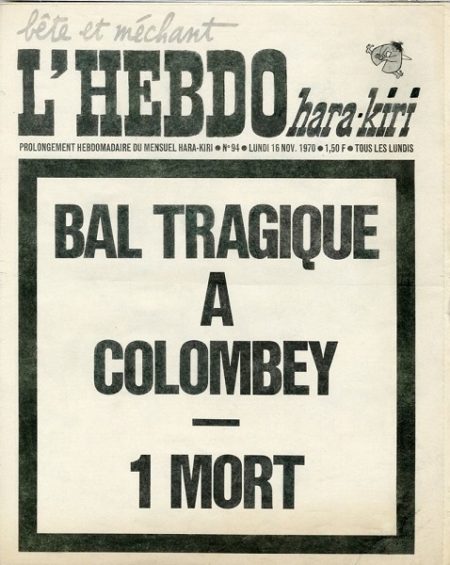 bête et méchant
L'HEBDO hara-kiri
PROLONGEMENT HEBDOMADAIRE DU MENSUEL HARA-KIRI ● N° 94 ● LUNDI 16 NOV. 1970 ● 1,50 F ● TOUS LES LUNDIS
BAL TRAGIQUE
A
COLOMBEY
—
1 MORT